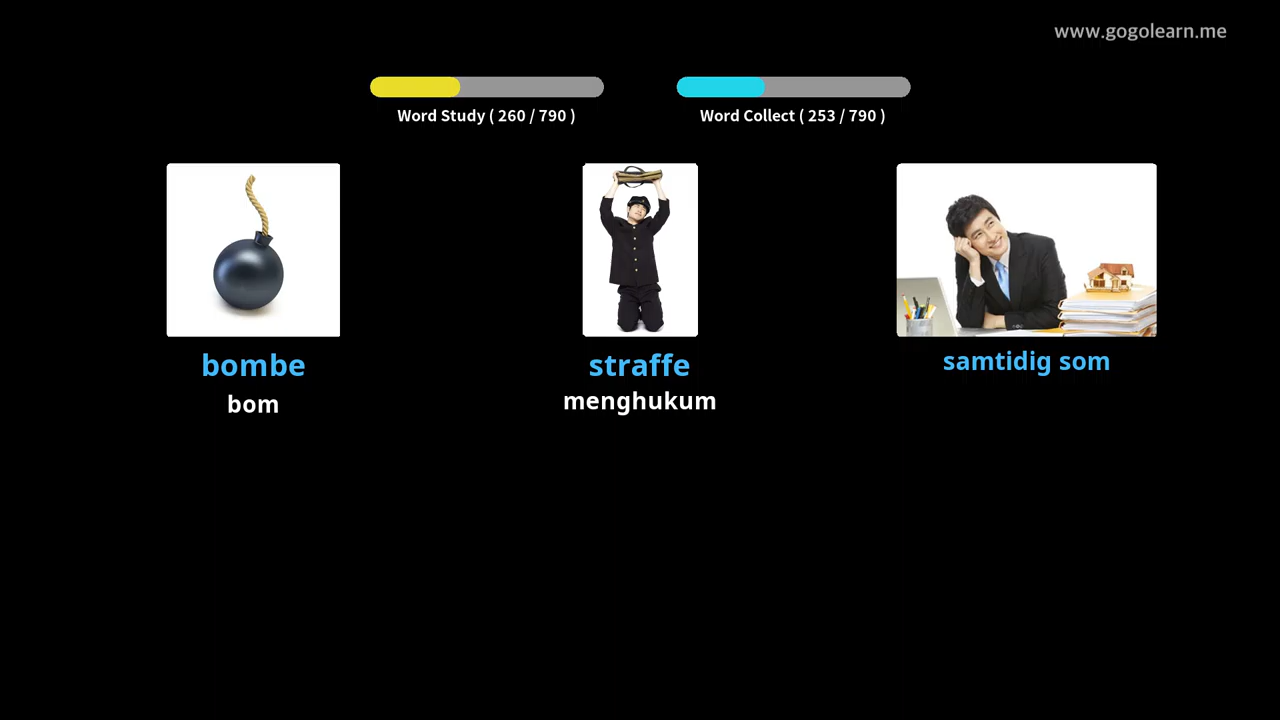 www.gogolearn.me
Word Study ( 260 / 790 )
Word Collect ( 253 / 790 )
bombe
bom
straffe
menghukum
samtidig som